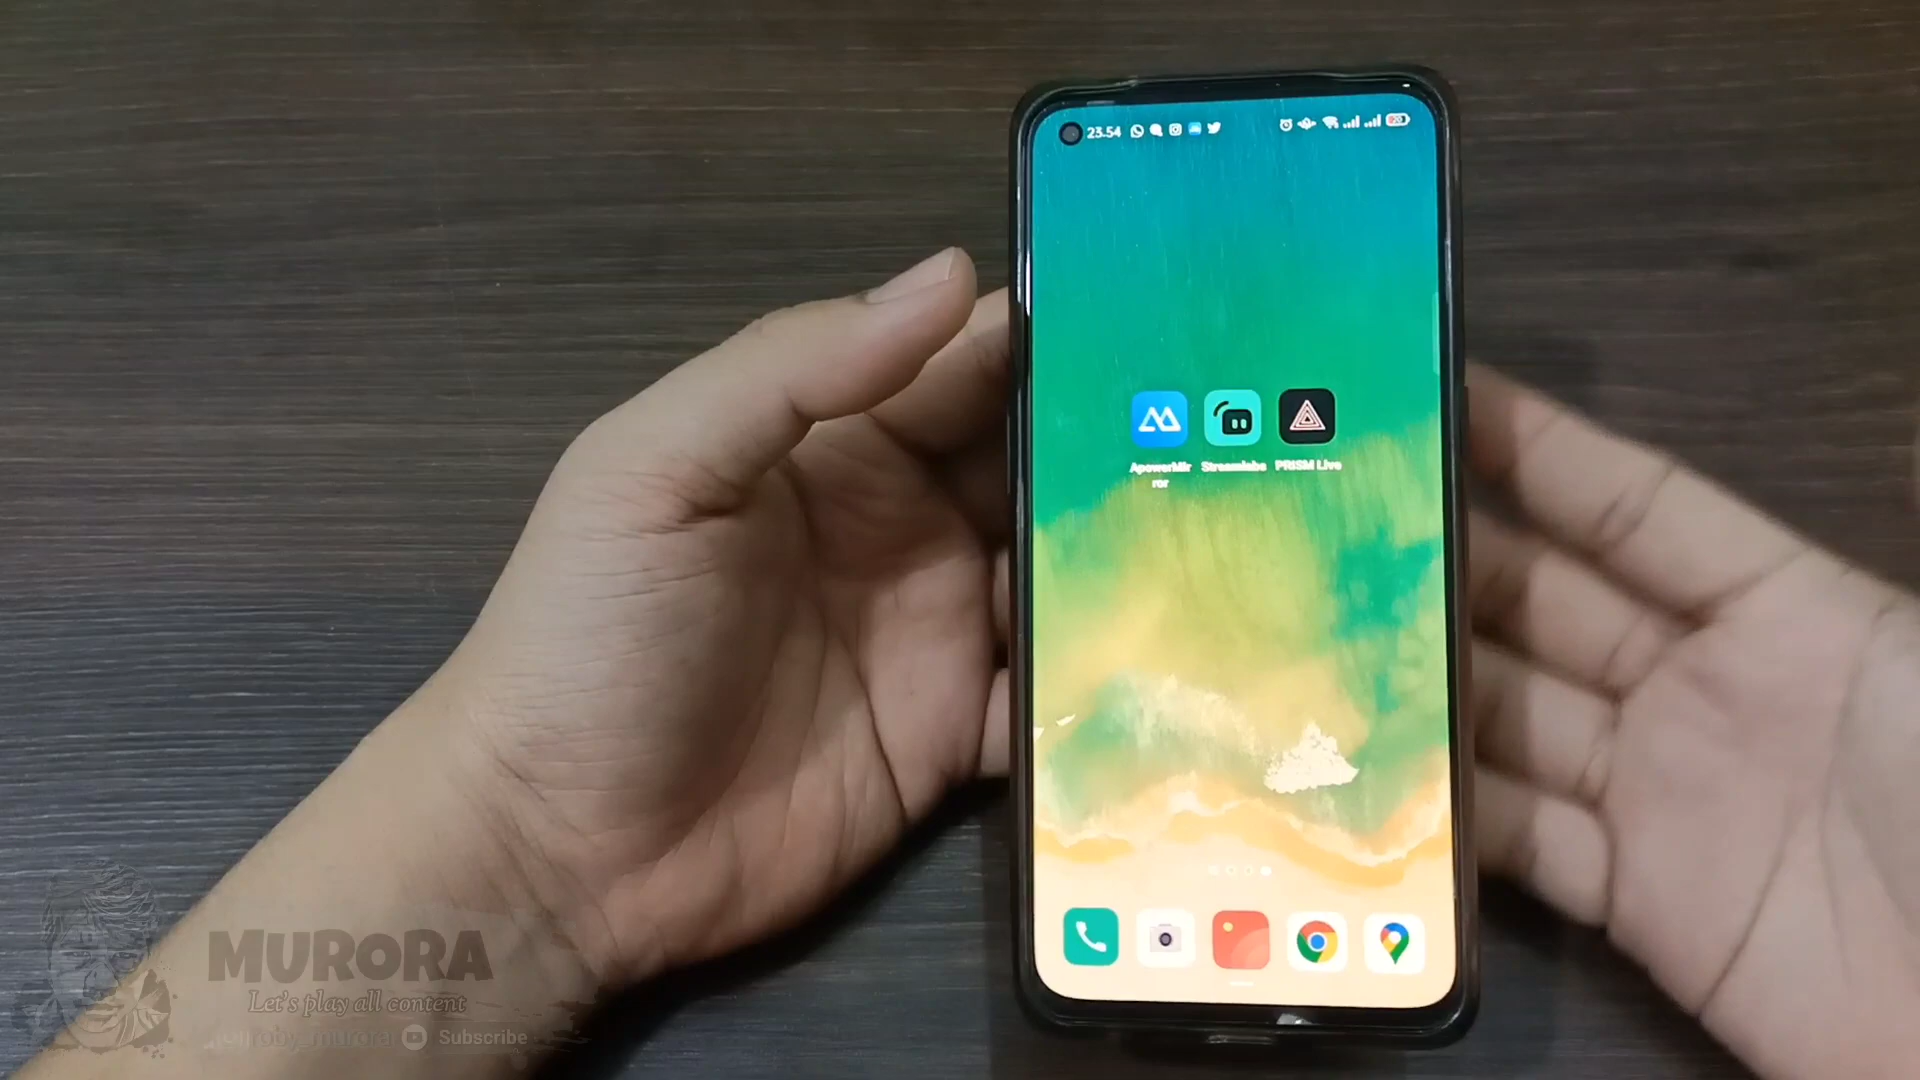 23.54
ApowerMir
ror
Streamlabs
PRISM Live
MURORA
Let's play all content
Subscribe